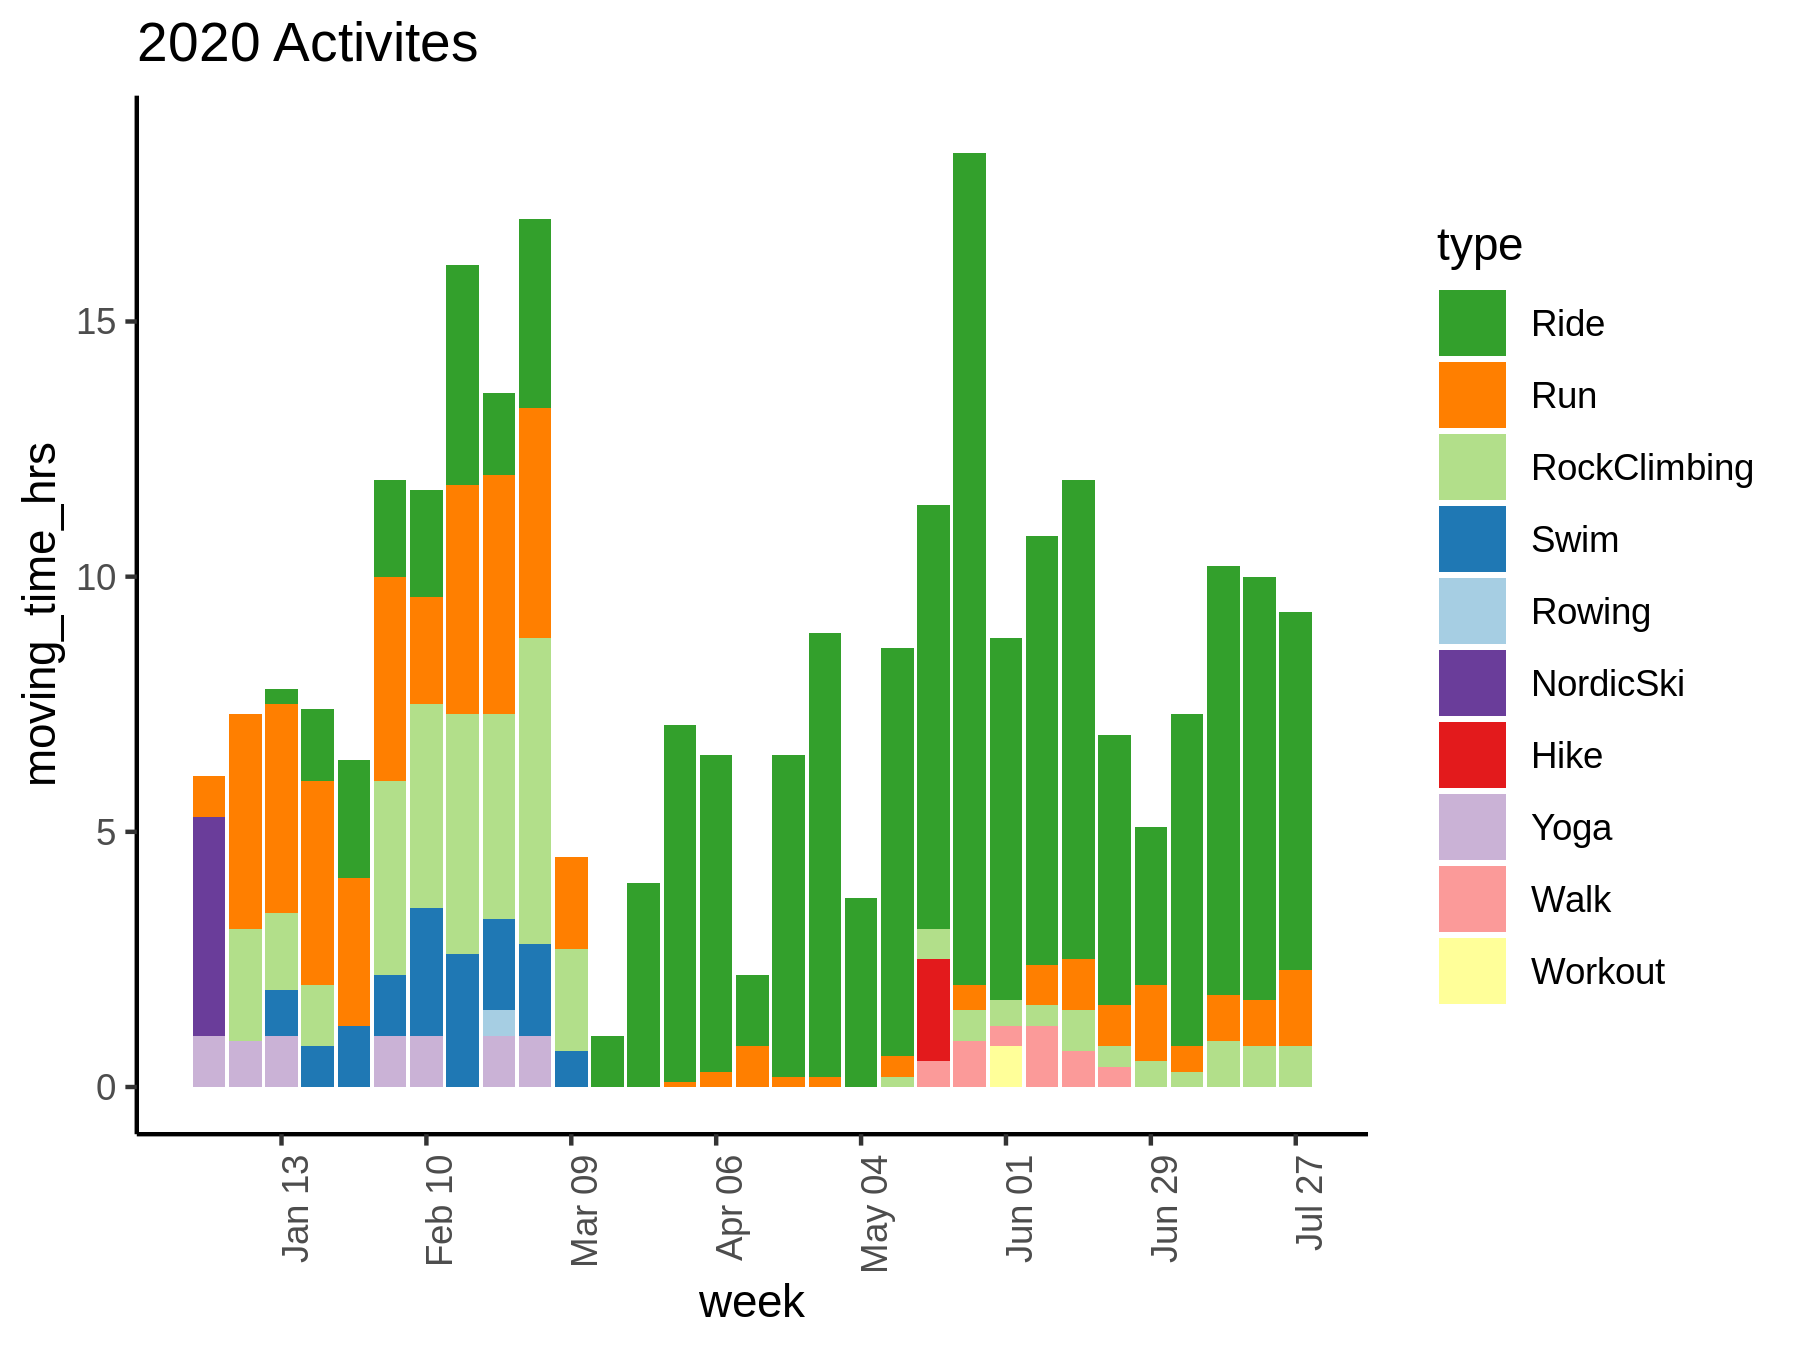 2020 Activites
moving_time_hrs
15
10
5
0
Jan 13
Feb 10
Mar 09
Apr 06
May 04
Jun 01
Jun 29
Jul 27
week
type
Ride
Run
RockClimbing
Swim
Rowing
NordicSki
Hike
Yoga
Walk
Workout